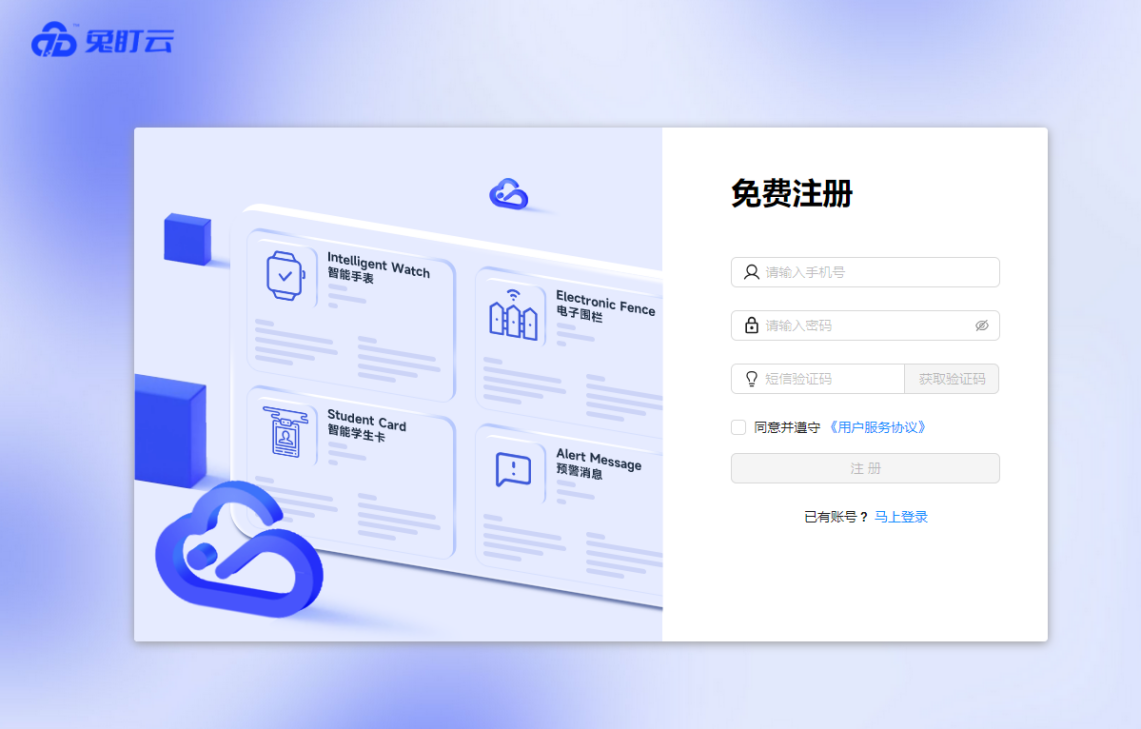 兔盯云
免费注册
Intelligent Watch
智能手表
Electronic Fence
电子围栏
Student Card
智能学生卡
Alert Message
预警消息
请输入手机号
请输入密码
短信验证码 获取验证码
同意并遵守 《用户服务协议》
注 册
已有账号？ 马上登录